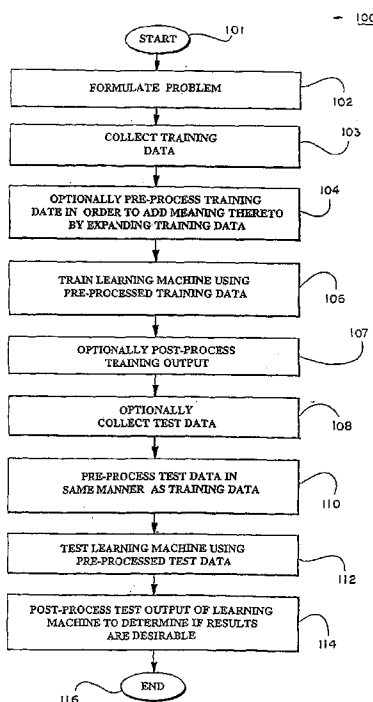 100
START
101
FORMULATE PROBLEM
102
COLLECT TRAINING
DATA
103
OPTIONALLY PRE-PROCESS TRAINING
DATE IN ORDER TO ADD MEANING THERETO
BY EXPANDING TRAINING DATA
104
TRAIN LEARNING MACHINE USING
PRE-PROCESSED TRAINING DATA
106
OPTIONALLY POST-PROCESS
TRAINING OUTPUT
107
OPTIONALLY
COLLECT TEST DATA
108
PRE-PROCESS TEST DATA IN
SAME MANNER AS TRAINING DATA
110
TEST LEARNING MACHINE USING
PRE-PROCESSED TEST DATA
112
POST-PROCESS TEST OUTPUT OF LEARNING
MACHINE TO DETERMINE IF RESULTS
ARE DESIRABLE
114
END
116